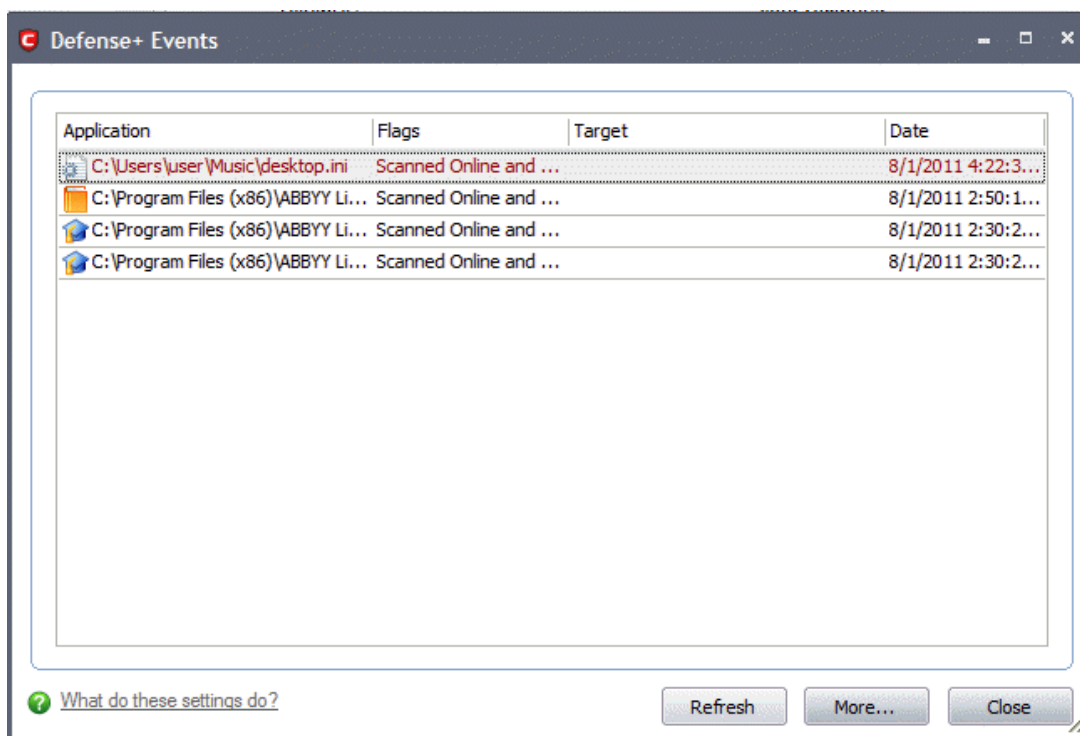 Defense+ Events
Application Flags Target Date
C:\Users\user\Music\desktop.ini Scanned Online and ... 8/1/2011 4:22:3...
C:\Program Files (x86)\ABBYY Li... Scanned Online and ... 8/1/2011 2:50:1...
C:\Program Files (x86)\ABBYY Li... Scanned Online and ... 8/1/2011 2:30:2...
C:\Program Files (x86)\ABBYY Li... Scanned Online and ... 8/1/2011 2:30:2...
What do these settings do?
Refresh More... Close